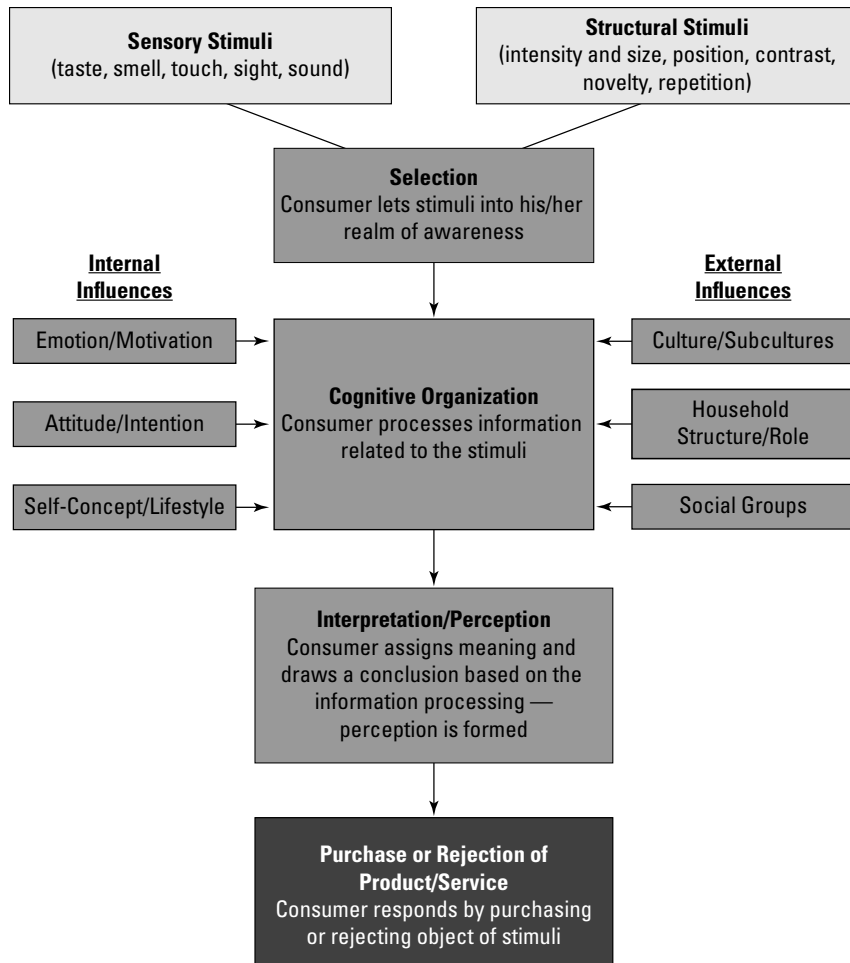 Sensory Stimuli
(taste, smell, touch, sight, sound)
Structural Stimuli
(intensity and size, position, contrast,
novelty, repetition)
Selection
Consumer lets stimuli into his/her
realm of awareness
Internal
Influences
External
Influences
Emotion/Motivation
Attitude/Intention
Self-Concept/Lifestyle
Cognitive Organization
Consumer processes information
related to the stimuli
Culture/Subcultures
Household
Structure/Role
Social Groups
Interpretation/Perception
Consumer assigns meaning and
draws a conclusion based on the
information processing —
perception is formed
Purchase or Rejection of
Product/Service
Consumer responds by purchasing
or rejecting object of stimuli